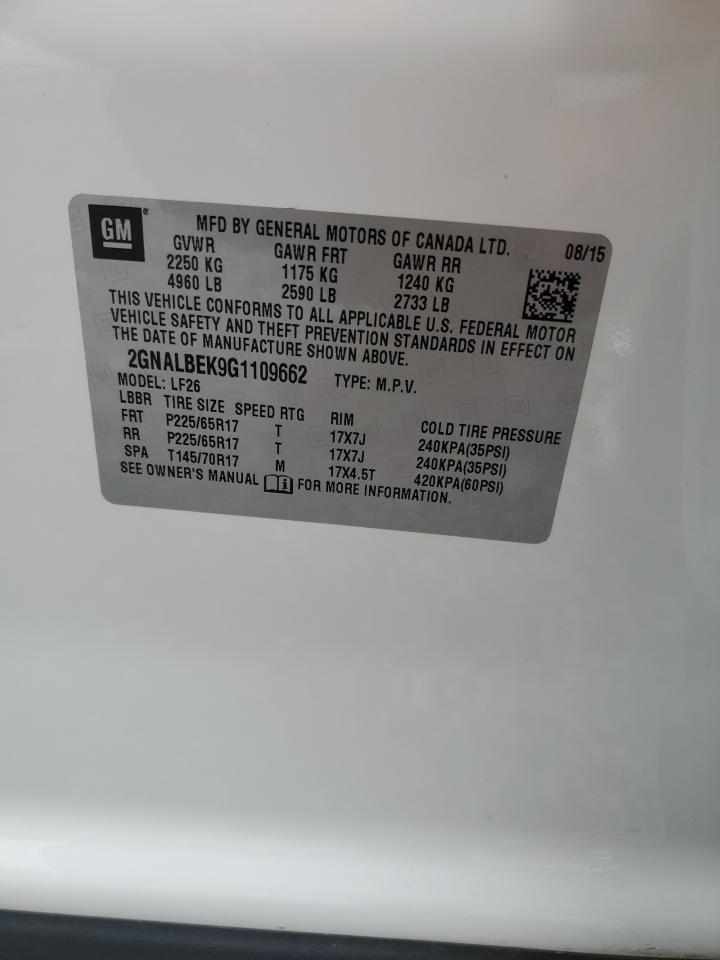 GM®
MFD BY GENERAL MOTORS OF CANADA LTD. 08/15
GVWR GAWR FRT GAWR RR
2250 KG 1175 KG 1240 KG
4960 LB 2590 LB 2733 LB
THIS VEHICLE CONFORMS TO ALL APPLICABLE U.S. FEDERAL MOTOR
VEHICLE SAFETY AND THEFT PREVENTION STANDARDS IN EFFECT ON
THE DATE OF MANUFACTURE SHOWN ABOVE.
2GNALBEK9G1109662 TYPE: M.P.V.
MODEL: LF26
LBBR TIRE SIZE SPEED RTG RIM COLD TIRE PRESSURE
FRT P225/65R17 T 17X7J 240KPA(35PSI)
RR P225/65R17 T 17X7J 240KPA(35PSI)
SPA T145/70R17 M 17X4.5T 420KPA(60PSI)
SEE OWNER'S MANUAL FOR MORE INFORMATION.